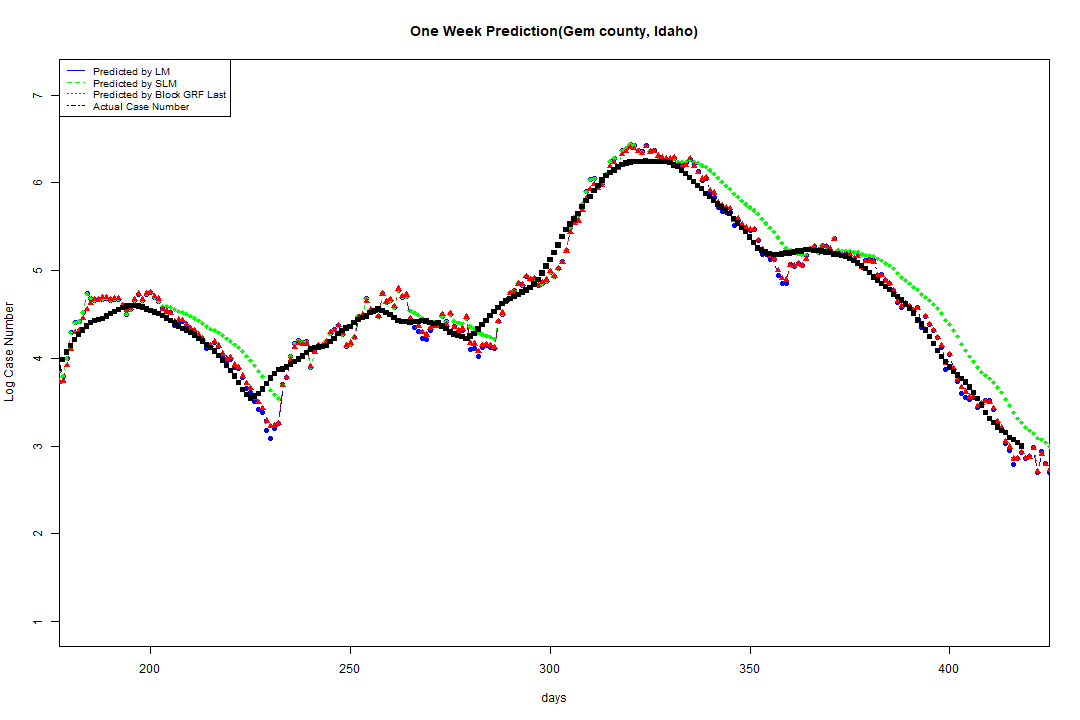 One Week Prediction(Gem county, Idaho)
Predicted by LM
Predicted by SLM
Predicted by Block GRF Last
Actual Case Number
7
6
5
4
3
2
1
Log Case Number
200 250 300 350 400
days